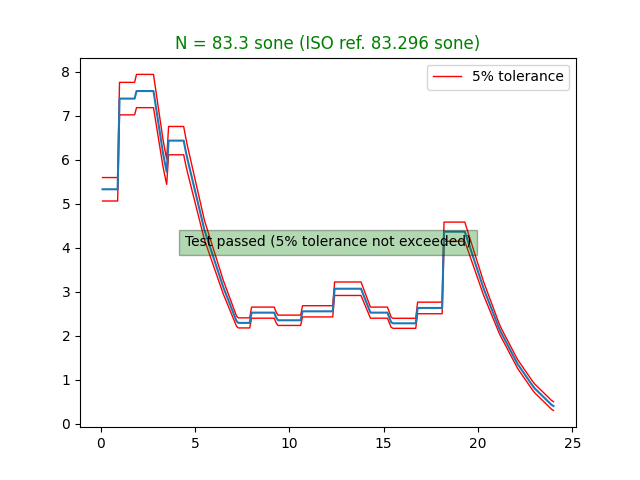 N = 83.3 sone (ISO ref. 83.296 sone)
5% tolerance
Test passed (5% tolerance not exceeded)
8
7
6
5
4
3
2
1
0
0 5 10 15 20 25